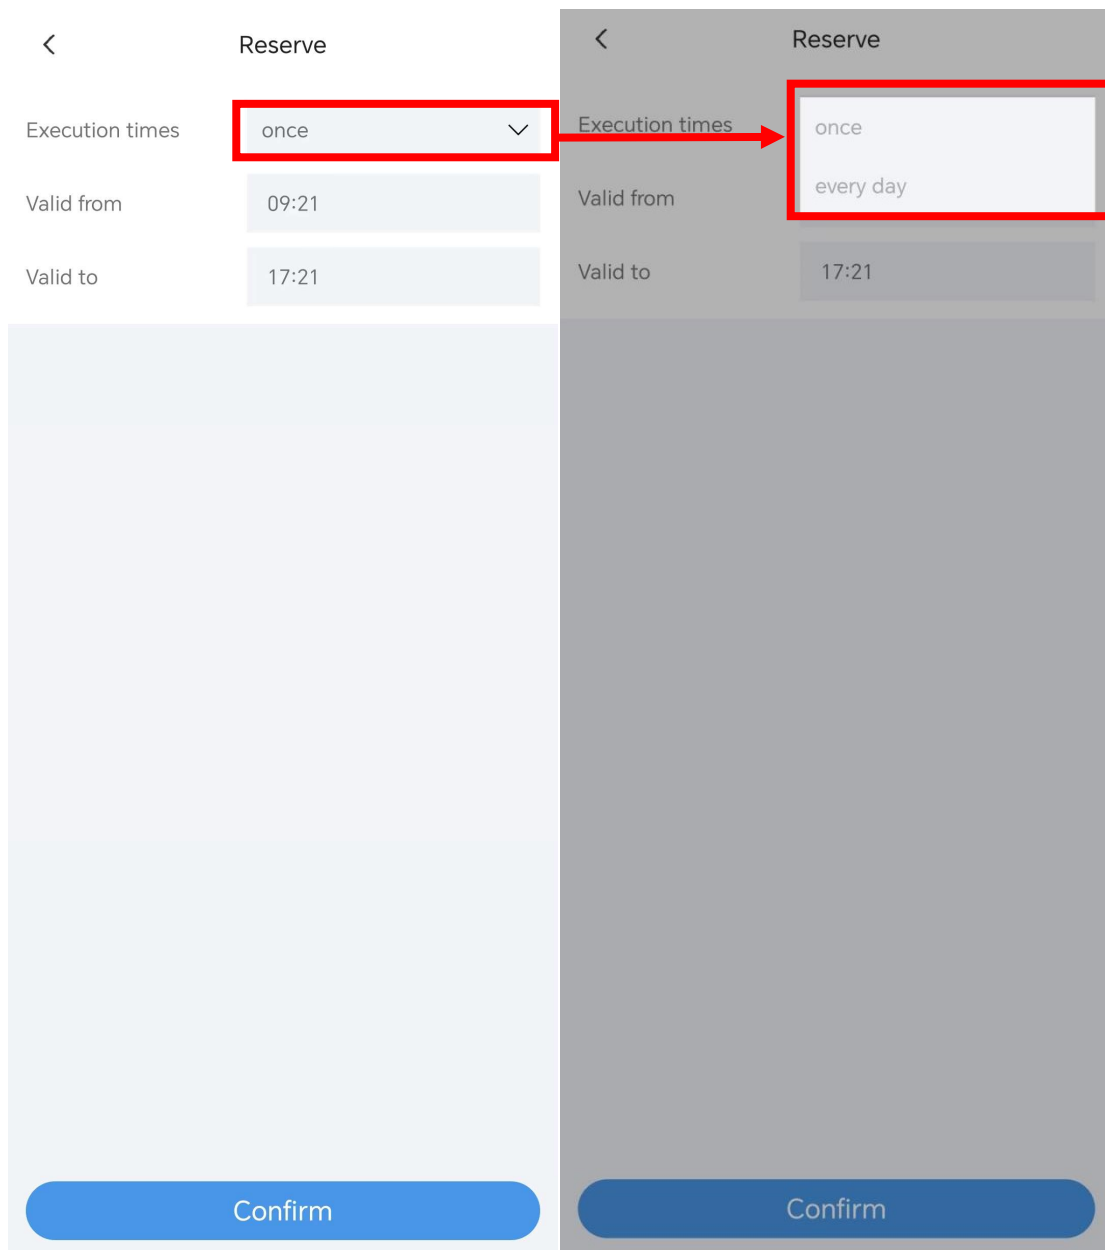 Reserve
Execution times
once
Valid from
09:21
Valid to
17:21
Confirm
Reserve
Execution times
once
every day
Valid from
Valid to
17:21
Confirm